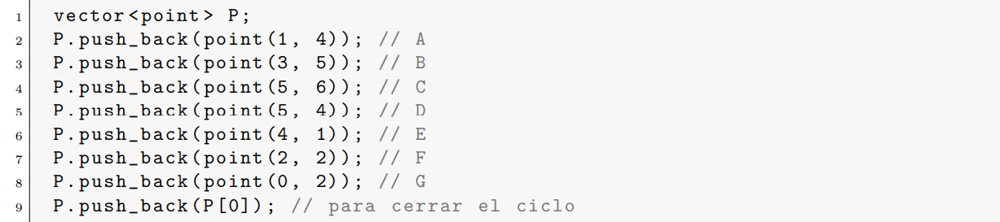 1 vector<point> P;
2 P.push_back(point(1, 4)); // A
3 P.push_back(point(3, 5)); // B
4 P.push_back(point(5, 6)); // C
5 P.push_back(point(5, 4)); // D
6 P.push_back(point(4, 1)); // E
7 P.push_back(point(2, 2)); // F
8 P.push_back(point(0, 2)); // G
9 P.push_back(P[0]); // para cerrar el ciclo